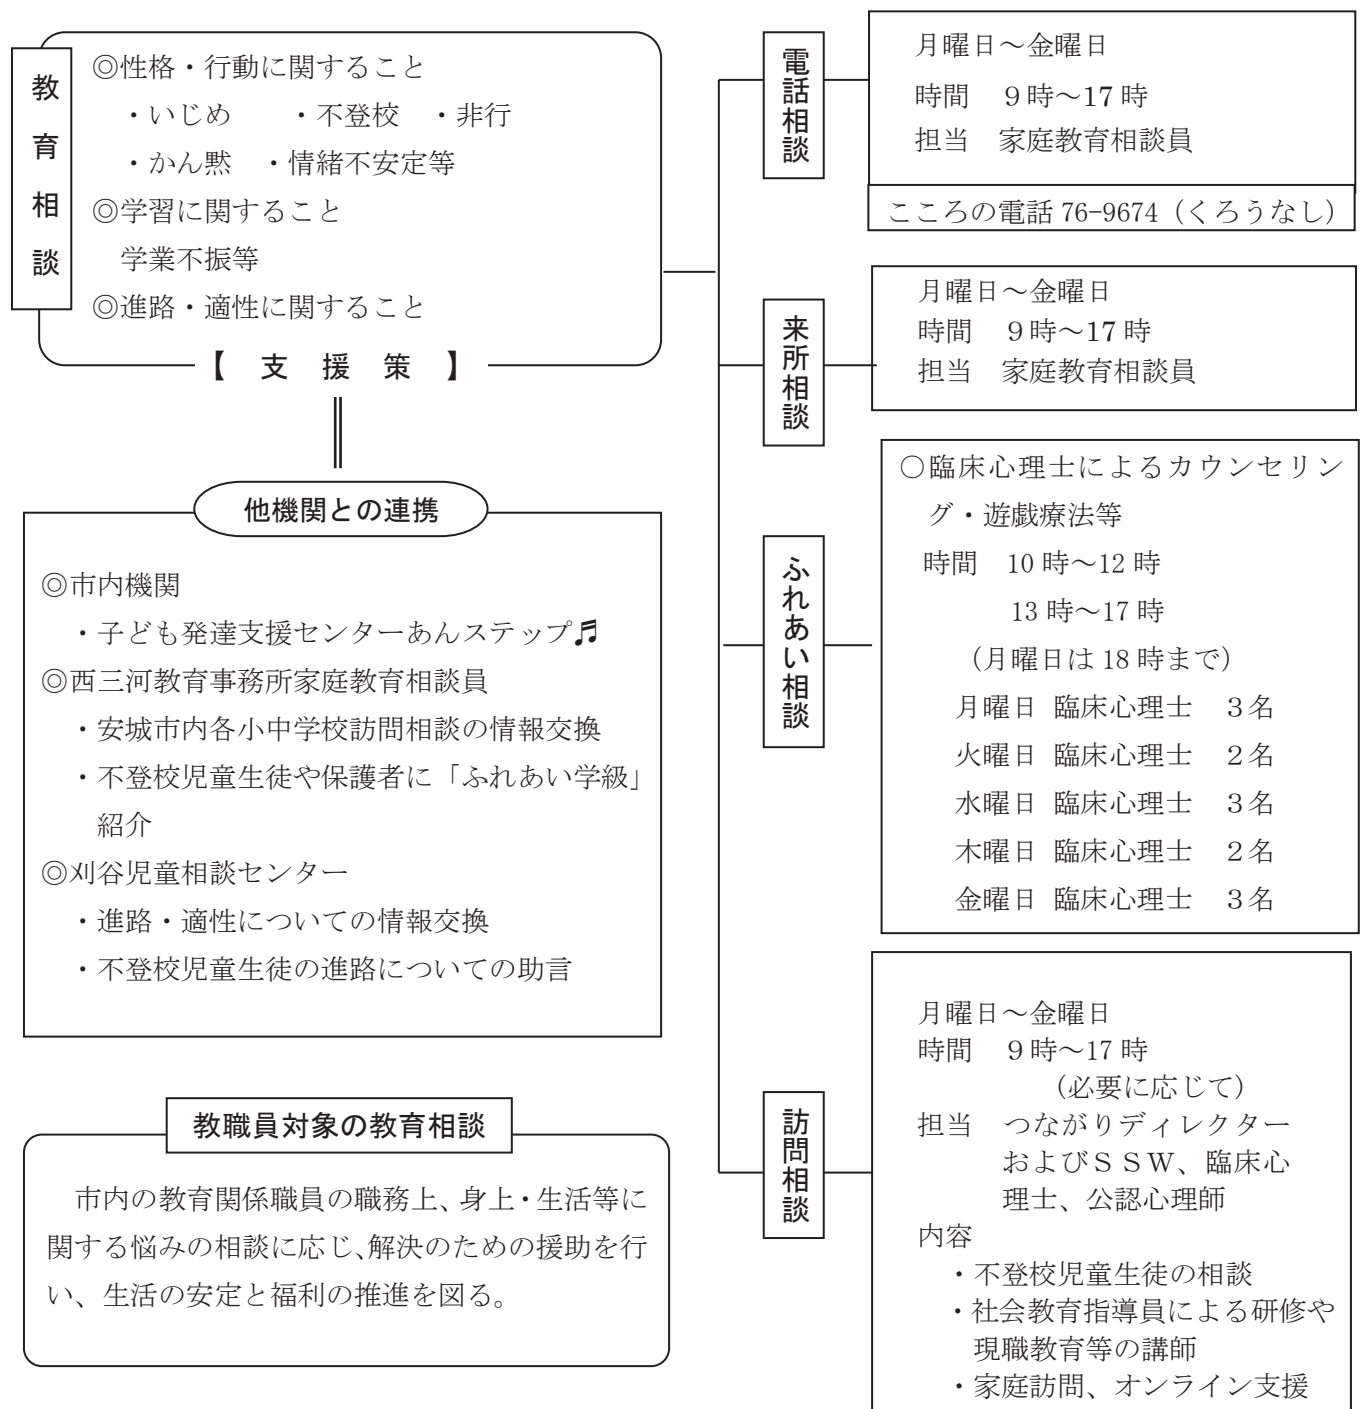 教育相談
◎性格・行動に関すること
・いじめ　　・不登校　・非行
・かん黙　・情緒不安定等
◎学習に関すること
学業不振等
◎進路・適性に関すること
【　支　援　策　】
他機関との連携
◎市内機関
・子ども発達支援センターあんステップ♬
◎西三河教育事務所家庭教育相談員
・安城市内各小中学校訪問相談の情報交換
・不登校児童生徒や保護者に「ふれあい学級」
紹介
◎刈谷児童相談センター
・進路・適性についての情報交換
・不登校児童生徒の進路についての助言
教職員対象の教育相談
市内の教育関係職員の職務上、身上・生活等に
関する悩みの相談に応じ、解決のための援助を行
い、生活の安定と福利の推進を図る。
電話相談
月曜日～金曜日
時間　９時～17 時
担当　家庭教育相談員
こころの電話 76-9674（くろうなし）
来所相談
月曜日～金曜日
時間　９時～17 時
担当　家庭教育相談員
ふれあい相談
○臨床心理士によるカウンセリン
グ・遊戯療法等
時間　10 時～12 時
13 時～17 時
（月曜日は 18 時まで）
月曜日 臨床心理士　３名
火曜日 臨床心理士　２名
水曜日 臨床心理士　３名
木曜日 臨床心理士　２名
金曜日 臨床心理士　３名
訪問相談
月曜日～金曜日
時間　９時～17 時
（必要に応じて）
担当　つながりディレクター
およびＳＳＷ、臨床心
理士、公認心理師
内容
・不登校児童生徒の相談
・社会教育指導員による研修や
現職教育等の講師
・家庭訪問、オンライン支援